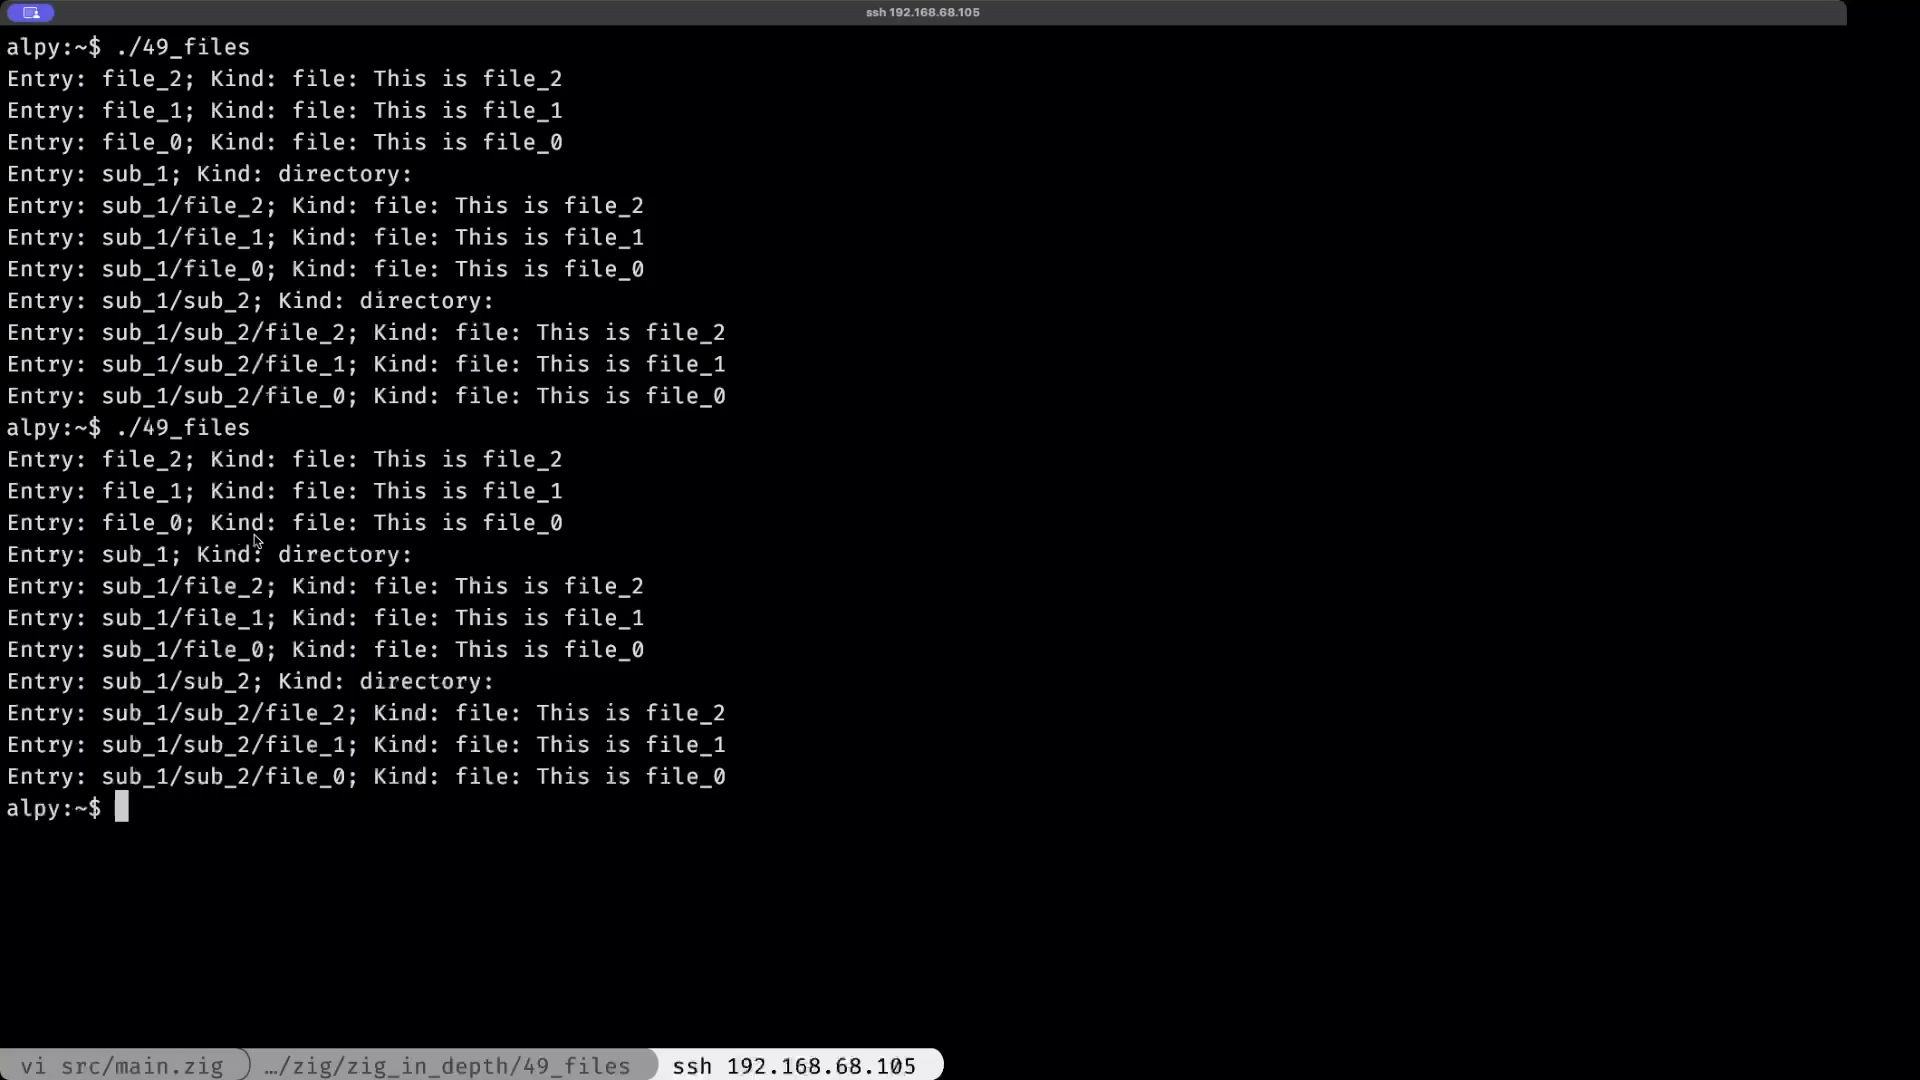 ssh 192.168.68.105
alpy:~$ ./49_files
Entry: file_2; Kind: file: This is file_2
Entry: file_1; Kind: file: This is file_1
Entry: file_0; Kind: file: This is file_0
Entry: sub_1; Kind: directory:
Entry: sub_1/file_2; Kind: file: This is file_2
Entry: sub_1/file_1; Kind: file: This is file_1
Entry: sub_1/file_0; Kind: file: This is file_0
Entry: sub_1/sub_2; Kind: directory:
Entry: sub_1/sub_2/file_2; Kind: file: This is file_2
Entry: sub_1/sub_2/file_1; Kind: file: This is file_1
Entry: sub_1/sub_2/file_0; Kind: file: This is file_0
alpy:~$ ./49_files
Entry: file_2; Kind: file: This is file_2
Entry: file_1; Kind: file: This is file_1
Entry: file_0; Kind: file: This is file_0
Entry: sub_1; Kind: directory:
Entry: sub_1/file_2; Kind: file: This is file_2
Entry: sub_1/file_1; Kind: file: This is file_1
Entry: sub_1/file_0; Kind: file: This is file_0
Entry: sub_1/sub_2; Kind: directory:
Entry: sub_1/sub_2/file_2; Kind: file: This is file_2
Entry: sub_1/sub_2/file_1; Kind: file: This is file_1
Entry: sub_1/sub_2/file_0; Kind: file: This is file_0
alpy:~$
vi src/main.zig …/zig/zig_in_depth/49_files ssh 192.168.68.105